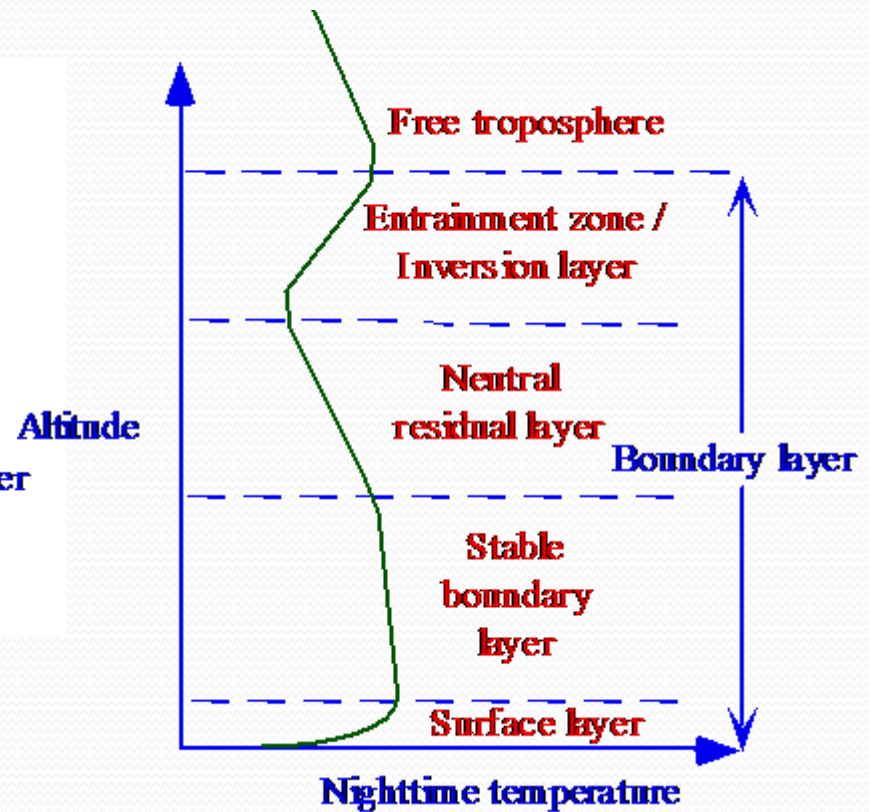 Free troposphere
Entrainment zone /
Inversion layer
Neutral
residual layer
Altitude
er
Boundary layer
Stable
boundary
layer
Surface layer
Nighttime temperature